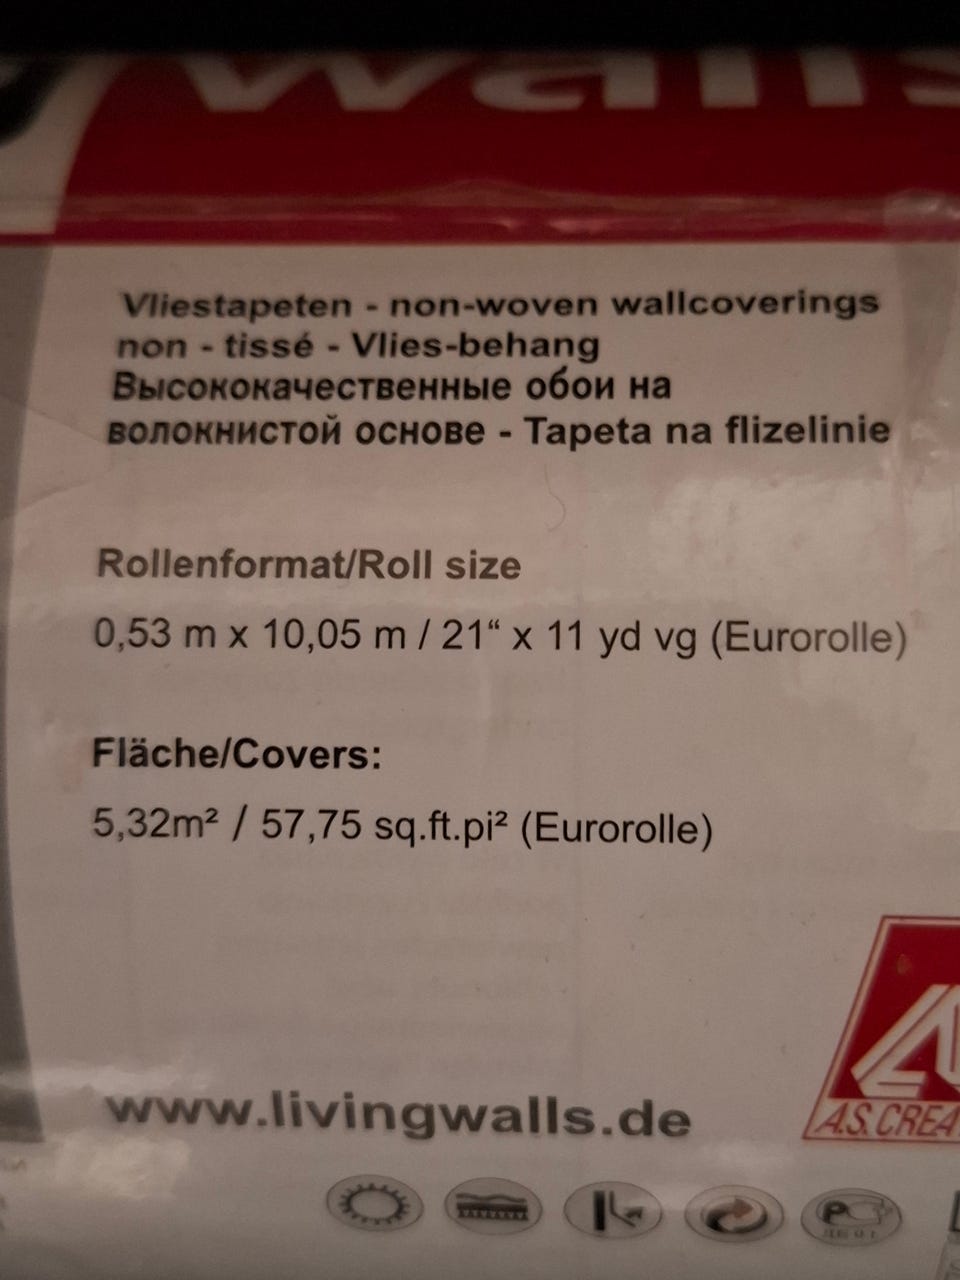 walls
Vliestapeten - non-woven wallcoverings
non - tissé - Vlies-behang
Высококачественные обои на
волокнистой основе - Tapeta na flizelinie
Rollenformat/Roll size
0,53 m x 10,05 m / 21“ x 11 yd vg (Eurorolle)
Fläche/Covers:
5,32m² / 57,75 sq.ft.pi² (Eurorolle)
A.S. CREA
www.livingwalls.de